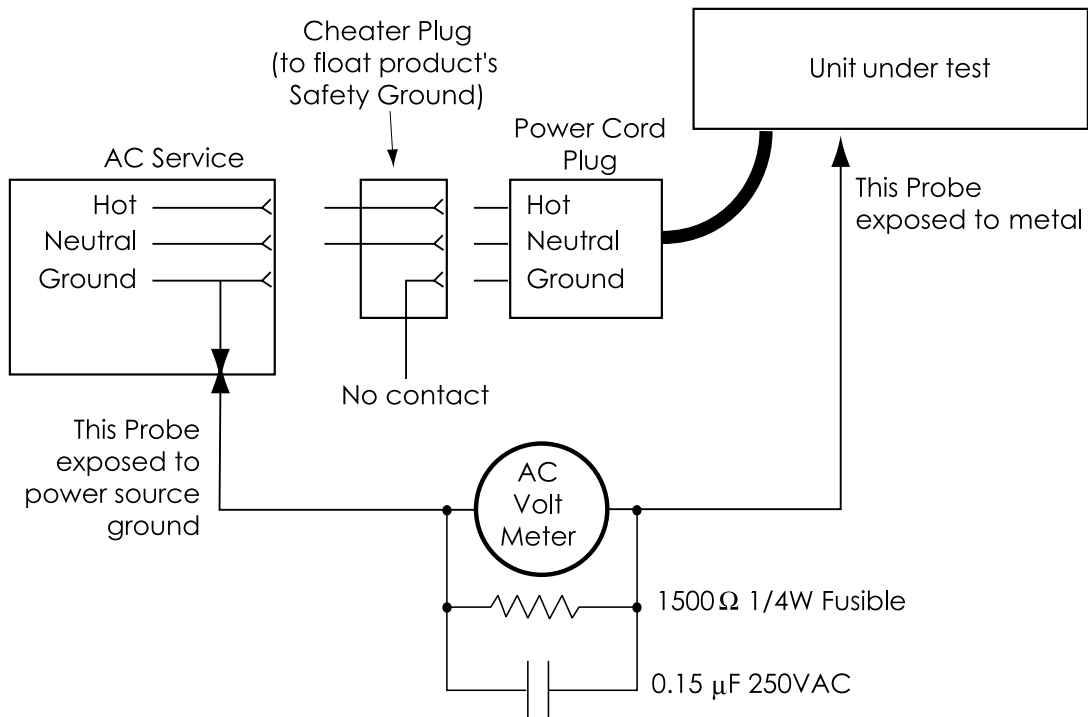 Cheater Plug
(to float product's
Safety Ground)
Unit under test
Power Cord
Plug
AC Service
Hot
Neutral
Ground
Hot
Neutral
Ground
This Probe
exposed to metal
No contact
This Probe
exposed to
power source
ground
AC
Volt
Meter
1500Ω 1/4W Fusible
0.15 μF 250VAC